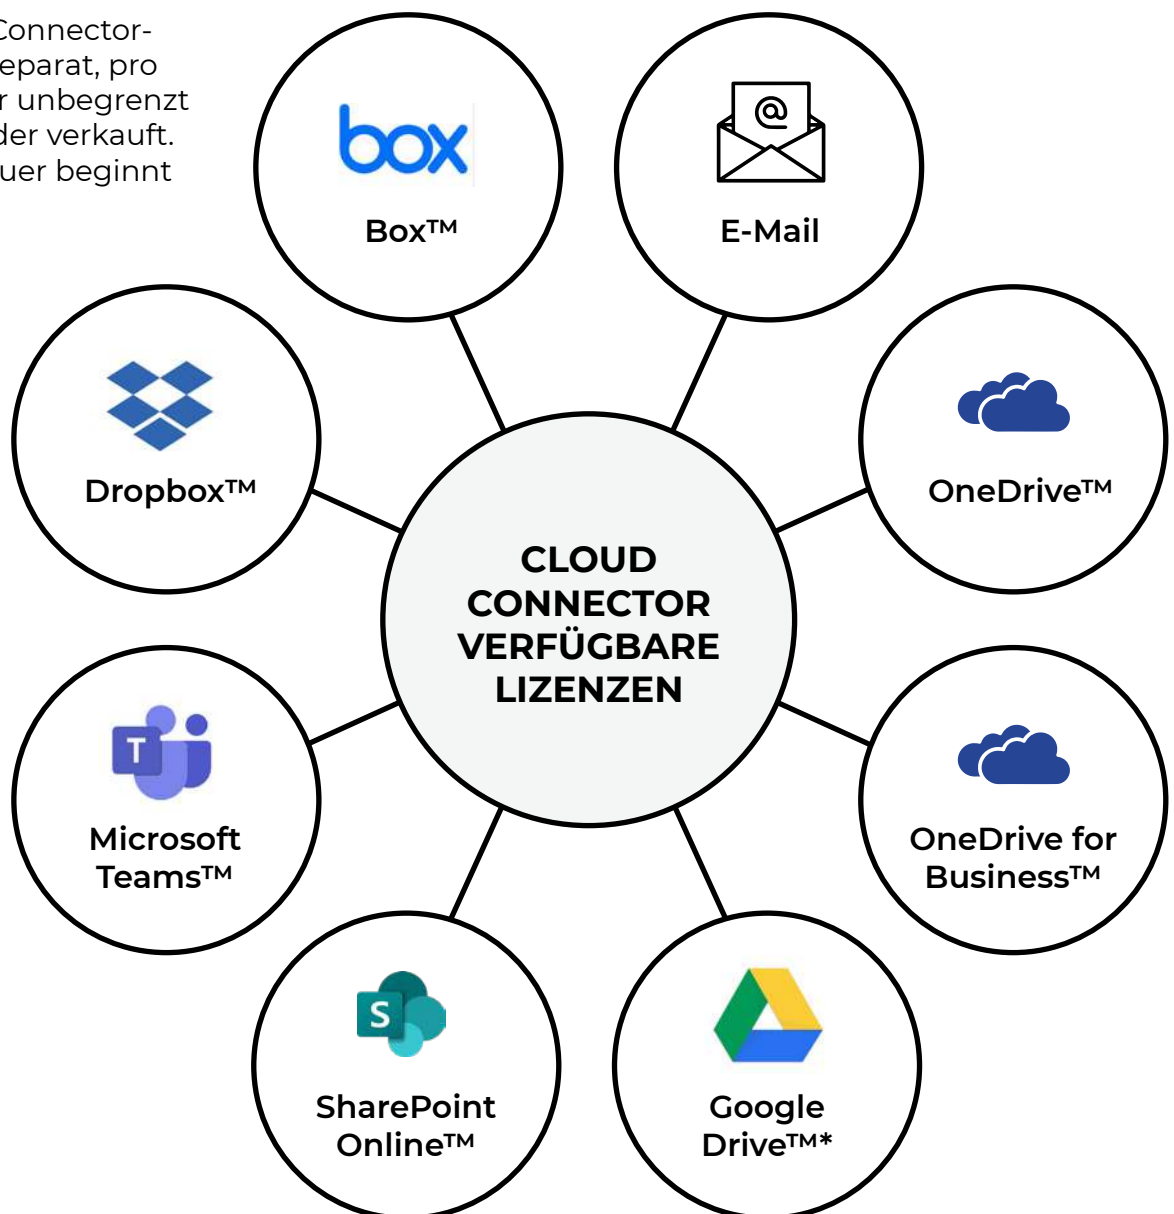 Connector-
eparat, pro
r unbegrenzt
der verkauft.
uer beginnt
box
Box™
@
E-Mail
Dropbox™
OneDrive™
CLOUD
CONNECTOR
VERFÜGBARE
LIZENZEN
T
Microsoft
Teams™
OneDrive for
Business™
S
SharePoint
Online™
Google
Drive™*